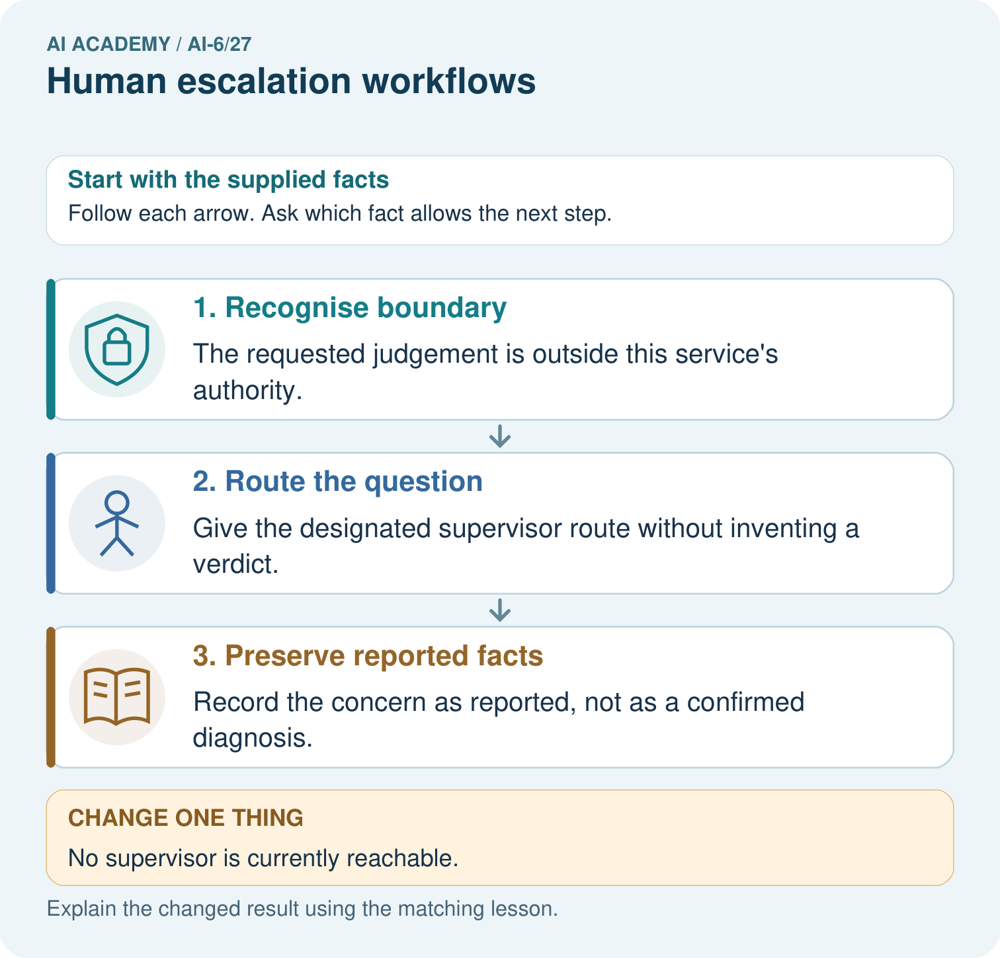 AI ACADEMY / AI-6/27
Human escalation workflows
Start with the supplied facts
Follow each arrow. Ask which fact allows the next step.
1. Recognise boundary
The requested judgement is outside this service's
authority.
2. Route the question
Give the designated supervisor route without inventing a
verdict.
3. Preserve reported facts
Record the concern as reported, not as a confirmed
diagnosis.
CHANGE ONE THING
No supervisor is currently reachable.
Explain the changed result using the matching lesson.